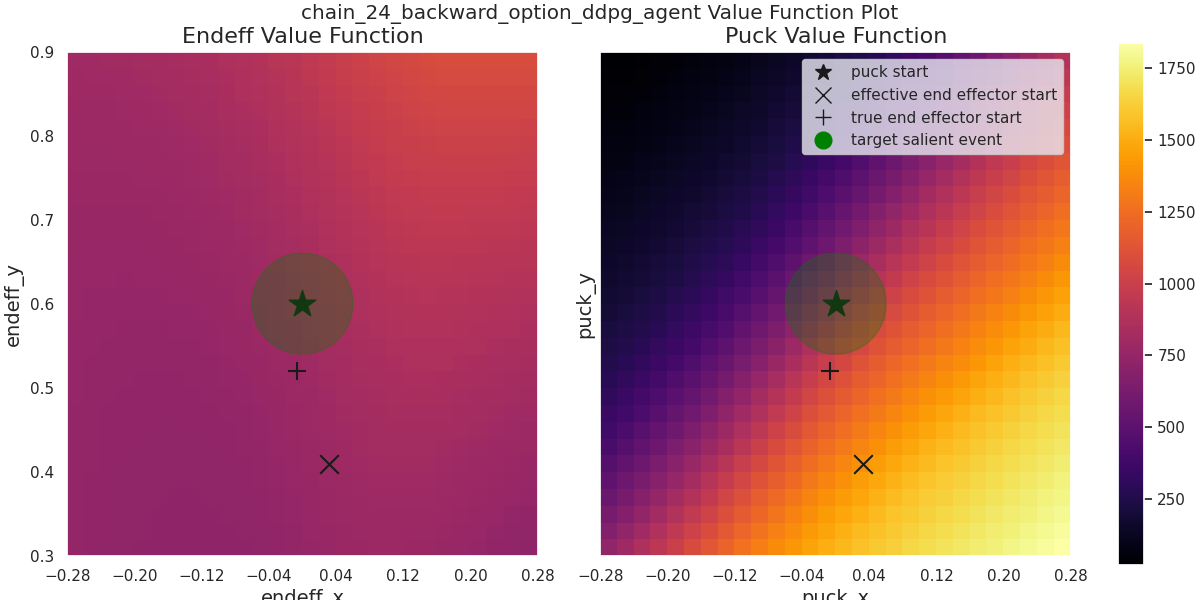 chain_24_backward_option_ddpg_agent Value Function Plot
Endeff Value Function
Puck Value Function
puck start
effective end effector start
true end effector start
target salient event
0.9
0.8
0.7
0.6
0.5
0.4
0.3
endeff_y
−0.28 −0.20 −0.12 −0.04 0.04 0.12 0.20 0.28
endeff_x
puck_y
−0.28 −0.20 −0.12 −0.04 0.04 0.12 0.20 0.28
puck_x
1750
1500
1250
1000
750
500
250